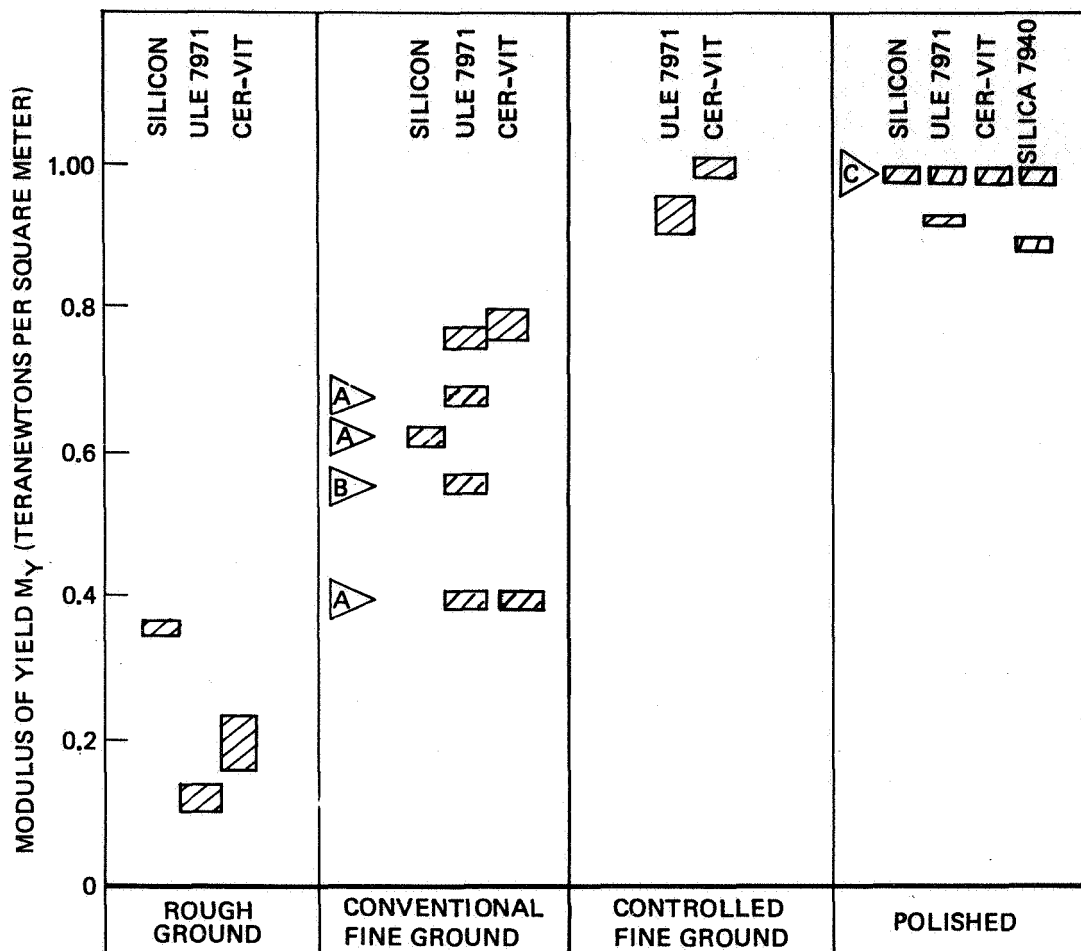 MODULUS OF YIELD MY (TERANEWTONS PER SQUARE METER)
SILICON
ULE 7971
CER-VIT
SILICON
ULE 7971
CER-VIT
ULE 7971
CER-VIT
SILICON
ULE 7971
CER-VIT
SILICA 7940
1.00
C
0.8
A
A
0.6
B
0.4
A
0.2
0
ROUGH
GROUND
CONVENTIONAL
FINE GROUND
CONTROLLED
FINE GROUND
POLISHED